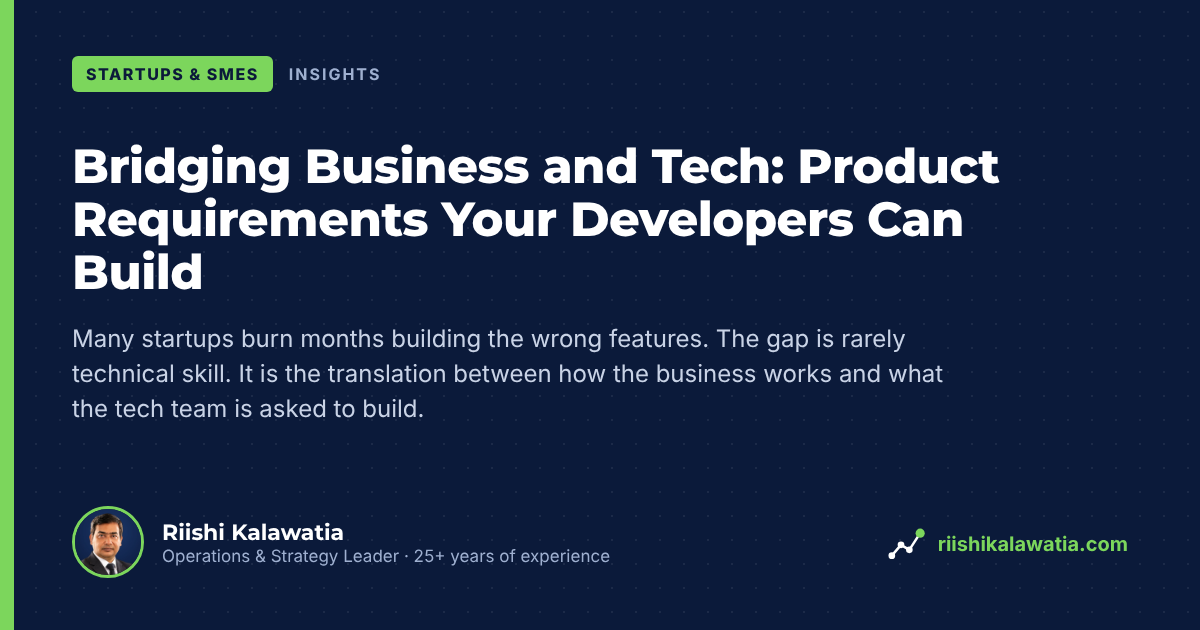 STARTUPS & SMES INSIGHTS
Bridging Business and Tech: Product
Requirements Your Developers Can
Build
Many startups burn months building the wrong features. The gap is rarely
technical skill. It is the translation between how the business works and what
the tech team is asked to build.
Riishi Kalawatia
Operations & Strategy Leader · 25+ years of experience
riishikalawatia.com